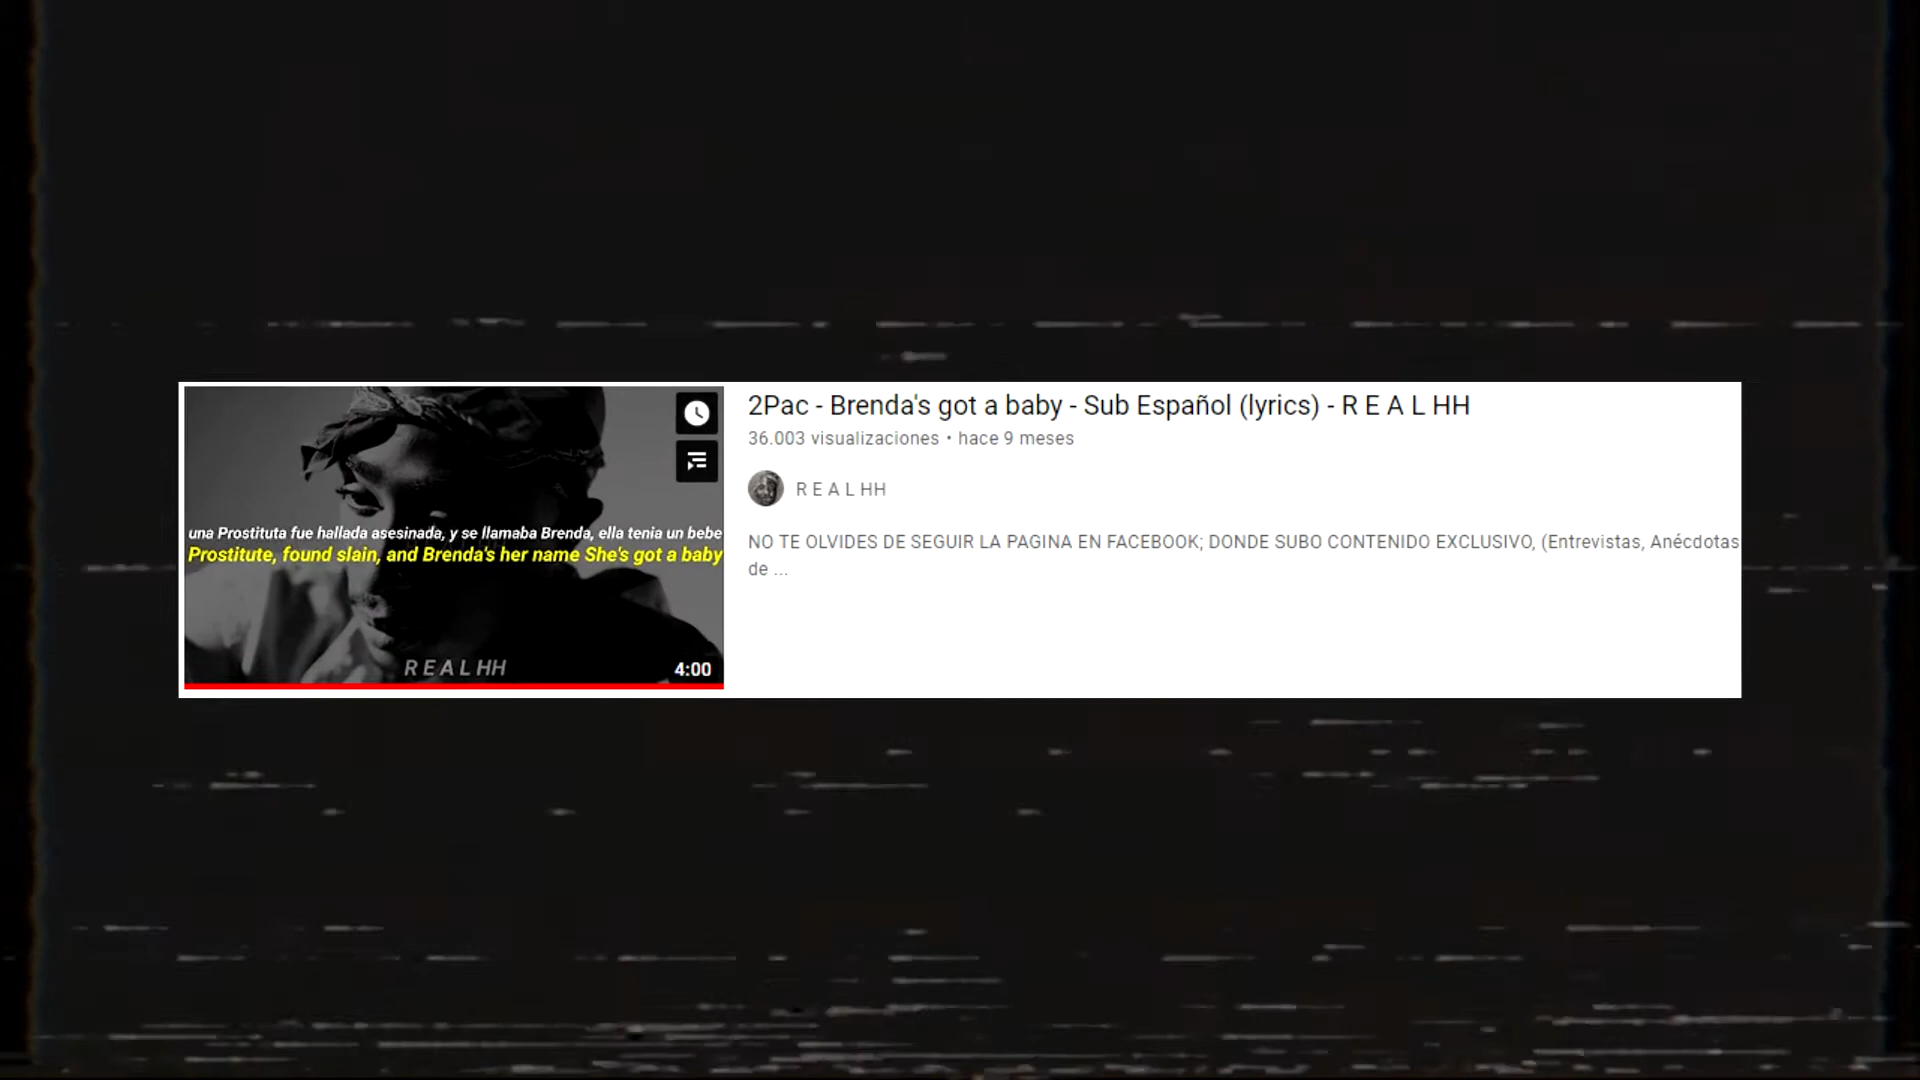 2Pac - Brenda's got a baby - Sub Español (lyrics) - R E A L HH
36.003 visualizaciones • hace 9 meses
R E A L HH
NO TE OLVIDES DE SEGUIR LA PAGINA EN FACEBOOK; DONDE SUBO CONTENIDO EXCLUSIVO, (Entrevistas, Anécdotas
de ...
una Prostituta fue hallada asesinada, y se llamaba Brenda, ella tenia un bebe
Prostitute, found slain, and Brenda's her name She's got a baby
R E A L HH
4:00